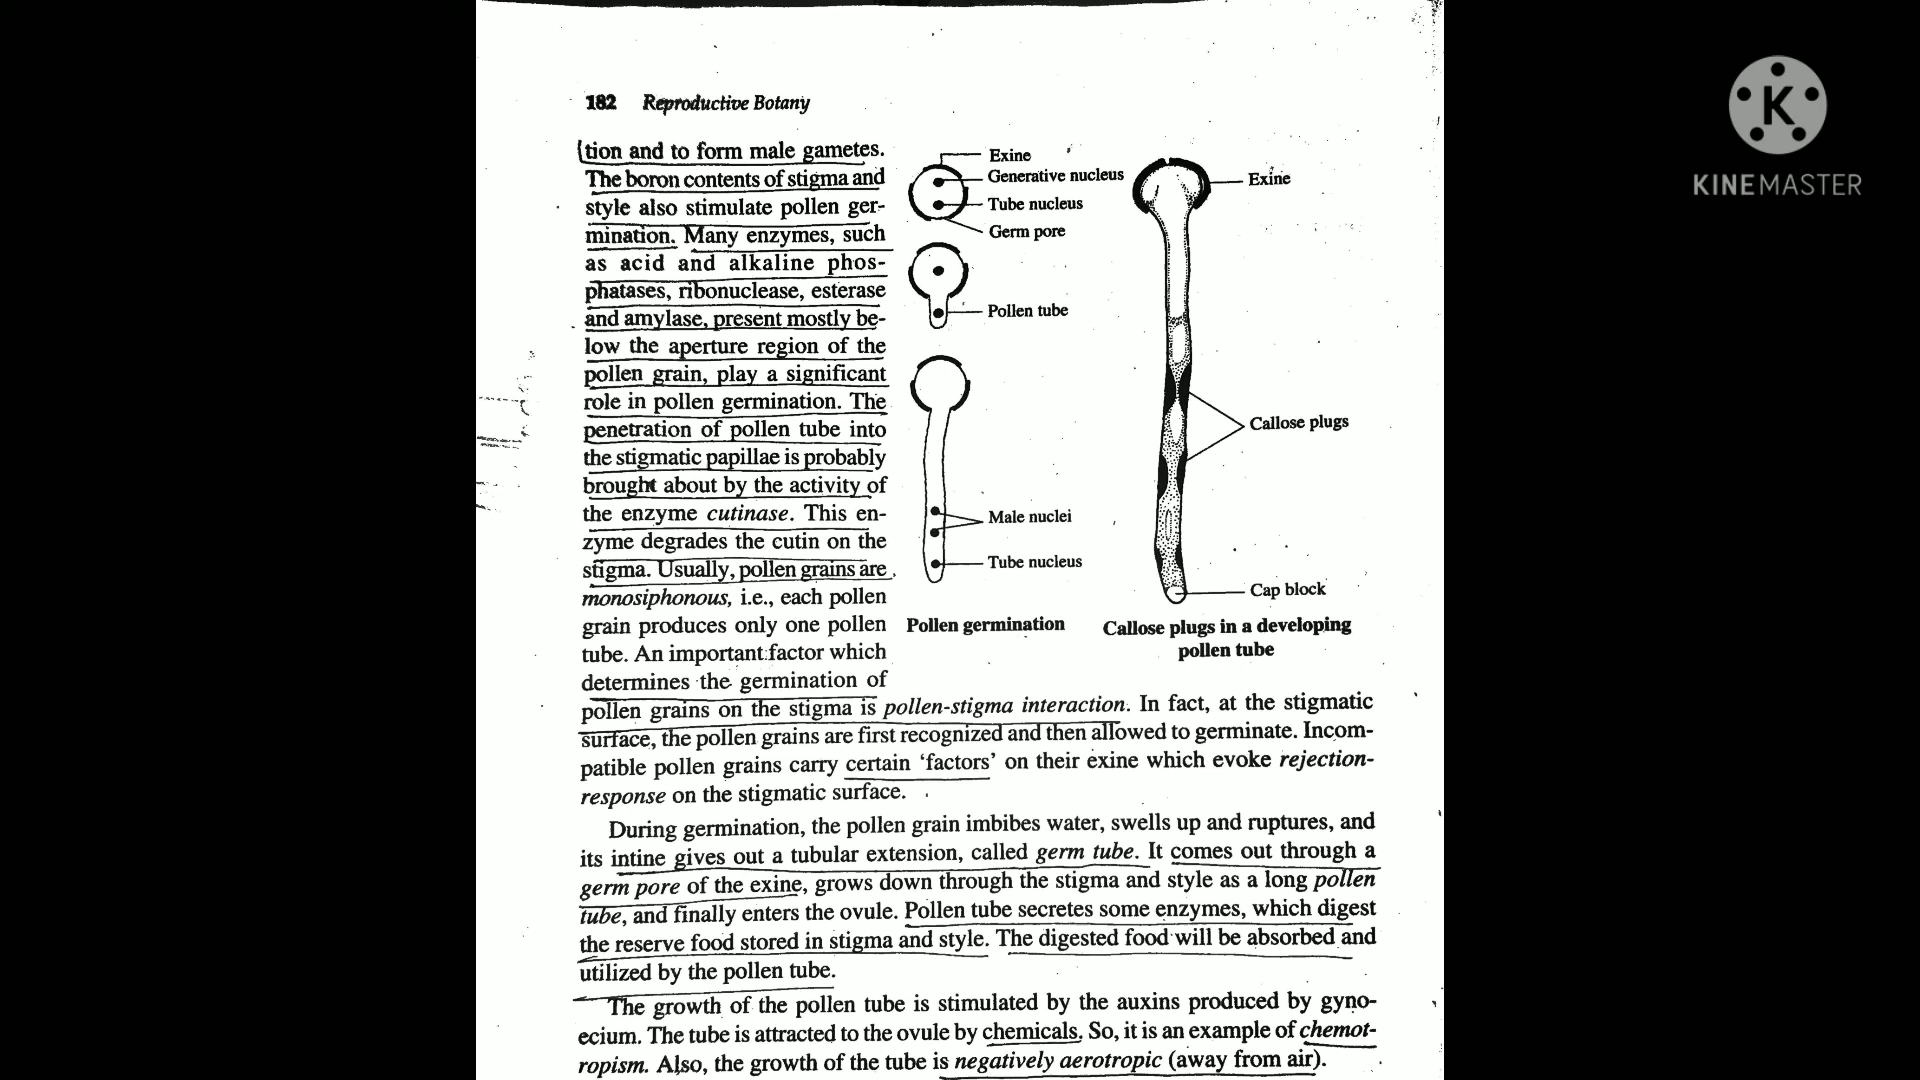 182 Reproductive Botany
tion and to form male gametes.
The boron contents of stigma and
style also stimulate pollen ger-
mination. Many enzymes, such
as acid and alkaline phos-
phatases, ribonuclease, esterase
and amylase, present mostly be-
low the aperture region of the
pollen grain, play a significant
role in pollen germination. The
penetration of pollen tube into
the stigmatic papillae is probably
brought about by the activity of
the enzyme cutinase. This en-
zyme degrades the cutin on the
stigma. Usually, pollen grains are
monosiphonous, i.e., each pollen
grain produces only one pollen
tube. An important factor which
determines the germination of
Exine
Generative nucleus
Tube nucleus
Germ pore
Pollen tube
Male nuclei
Tube nucleus
Pollen germination
Exine
Callose plugs
Cap block
Callose plugs in a developing
pollen tube
pollen grains on the stigma is pollen-stigma interaction. In fact, at the stigmatic
surface, the pollen grains are first recognized and then allowed to germinate. Incom-
patible pollen grains carry certain ‘factors’ on their exine which evoke rejection-
response on the stigmatic surface.
During germination, the pollen grain imbibes water, swells up and ruptures, and
its intine gives out a tubular extension, called germ tube. It comes out through a
germ pore of the exine, grows down through the stigma and style as a long pollen
tube, and finally enters the ovule. Pollen tube secretes some enzymes, which digest
the reserve food stored in stigma and style. The digested food will be absorbed and
utilized by the pollen tube.
The growth of the pollen tube is stimulated by the auxins produced by gyno-
ecium. The tube is attracted to the ovule by chemicals. So, it is an example of chemot-
ropism. Also, the growth of the tube is negatively aerotropic (away from air).
K
KINEMASTER